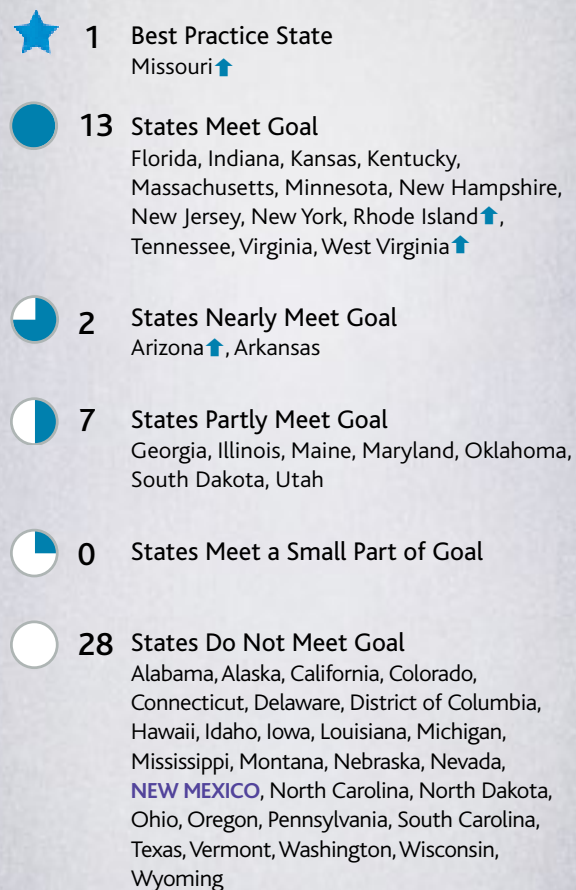 1 Best Practice State
Missouri⬆
13 States Meet Goal
Florida, Indiana, Kansas, Kentucky,
Massachusetts, Minnesota, New Hampshire,
New Jersey, New York, Rhode Island⬆,
Tennessee, Virginia, West Virginia⬆
2 States Nearly Meet Goal
Arizona⬆, Arkansas
7 States Partly Meet Goal
Georgia, Illinois, Maine, Maryland, Oklahoma,
South Dakota, Utah
0 States Meet a Small Part of Goal
28 States Do Not Meet Goal
Alabama, Alaska, California, Colorado,
Connecticut, Delaware, District of Columbia,
Hawaii, Idaho, Iowa, Louisiana, Michigan,
Mississippi, Montana, Nebraska, Nevada,
NEW MEXICO, North Carolina, North Dakota,
Ohio, Oregon, Pennsylvania, South Carolina,
Texas, Vermont, Washington, Wisconsin,
Wyoming